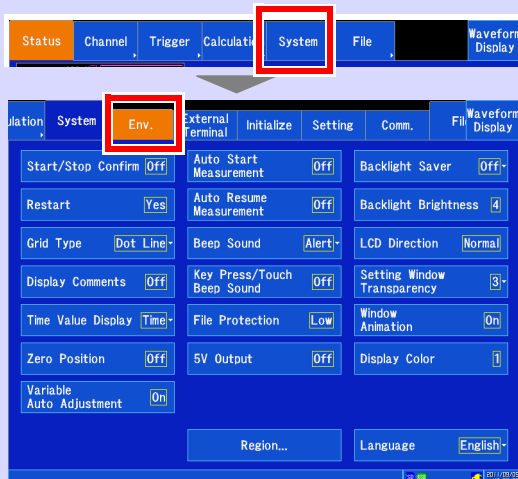 Status Channel Trigger Calculati System File Waveform
Display
ulation System Env. External
Terminal Initialize Setting Comm. Fil Waveform
Display
Start/Stop Confirm Off
Auto Start
Measurement Off
Backlight Saver Off
Restart Yes
Auto Resume
Measurement Off
Backlight Brightness 4
Grid Type Dot Line
Beep Sound Alert
LCD Direction Normal
Display Comments Off
Key Press/Touch
Beep Sound Off
Setting Window
Transparency 3
Time Value Display Time
File Protection Low
Window
Animation On
Zero Position Off
5V Output Off
Display Color 1
Variable
Auto Adjustment On
Region...
Language English